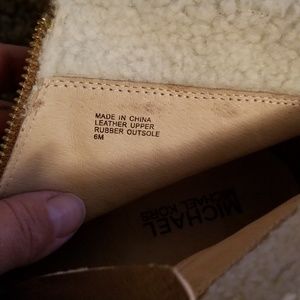 MADE IN CHINA
LEATHER UPPER
RUBBER OUTSOLE
6M
MICHAEL
MICHAEL KORS